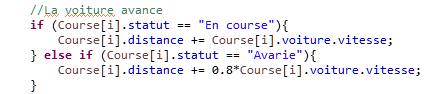 //La voiture avance
if (Course[i].statut == "En course"){
    Course[i].distance += Course[i].voiture.vitesse;
} else if (Course[i].statut == "Avarie"){
    Course[i].distance += 0.8*Course[i].voiture.vitesse;
}